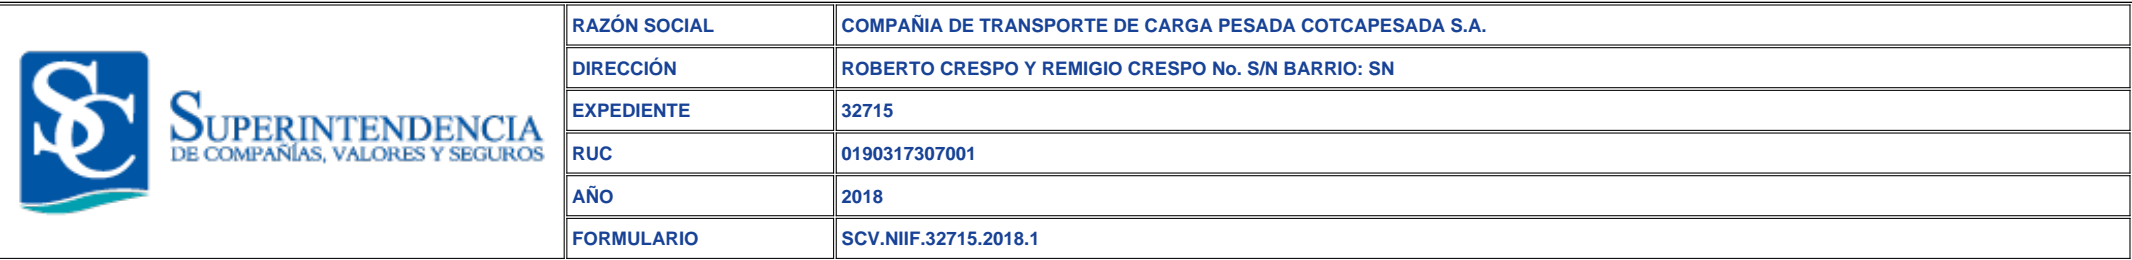 SC
SUPERINTENDENCIA
DE COMPAÑÍAS, VALORES Y SEGUROS
RAZÓN SOCIAL COMPAÑIA DE TRANSPORTE DE CARGA PESADA COTCAPESADA S.A.
DIRECCIÓN ROBERTO CRESPO Y REMIGIO CRESPO No. S/N BARRIO: SN
EXPEDIENTE 32715
RUC 0190317307001
AÑO 2018
FORMULARIO SCV.NIIF.32715.2018.1